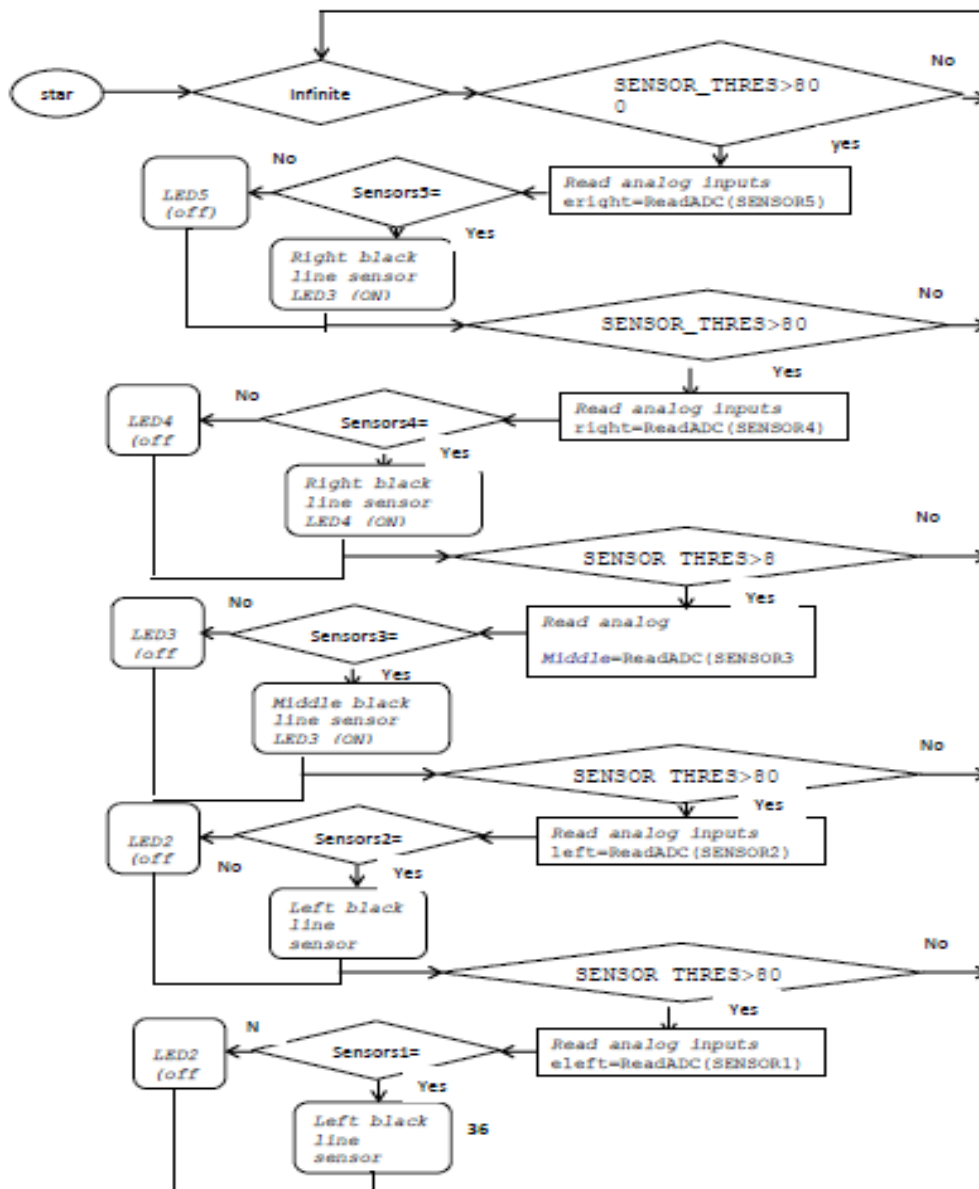 No
star
Infinite
SENSOR_THRES>80
0
yes
No
LED5
(off)
Sensors5=
Read analog inputs
eright=ReadADC(SENSOR5)
Yes
Right black
line sensor
LED3 (ON)
No
SENSOR_THRES>80
Yes
No
LED4
(off
Sensors4=
Read analog inputs
right=ReadADC(SENSOR4)
Yes
Right black
line sensor
LED4 (ON)
No
SENSOR THRES>8
Yes
No
LED3
(off
Sensors3=
Read analog
Middle=ReadADC(SENSOR3
Yes
Middle black
line sensor
LED3 (ON)
No
SENSOR THRES>80
Yes
LED2
(off
Sensors2=
Read analog inputs
left=ReadADC(SENSOR2)
No
Yes
Left black
line
sensor
No
SENSOR THRES>80
Yes
N
LED2
(off
Sensors1=
Read analog inputs
eleft=ReadADC(SENSOR1)
Yes
Left black
line
sensor
36